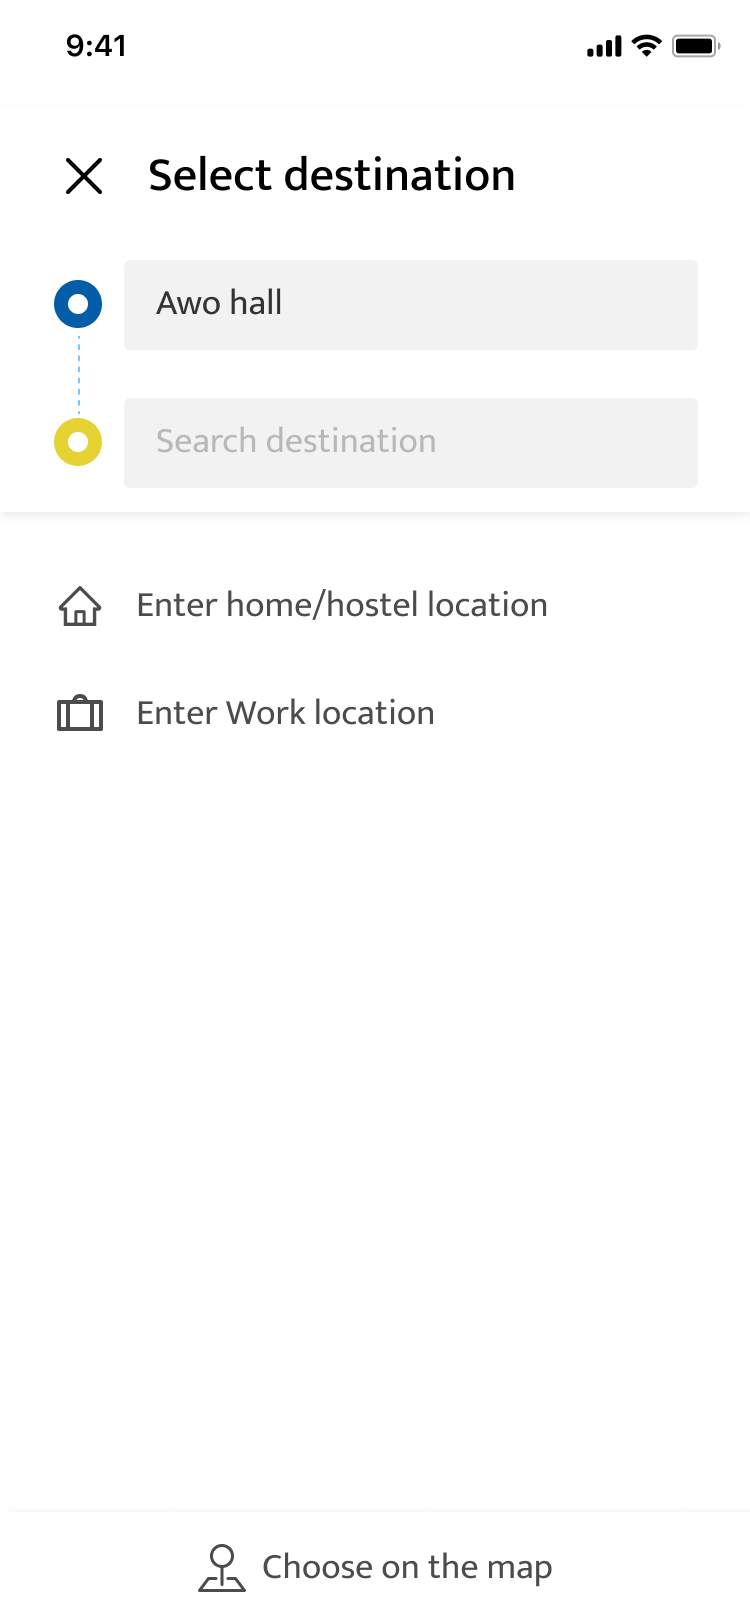 9:41
Select destination
Awo hall
Search destination
Enter home/hostel location
Enter Work location
Choose on the map